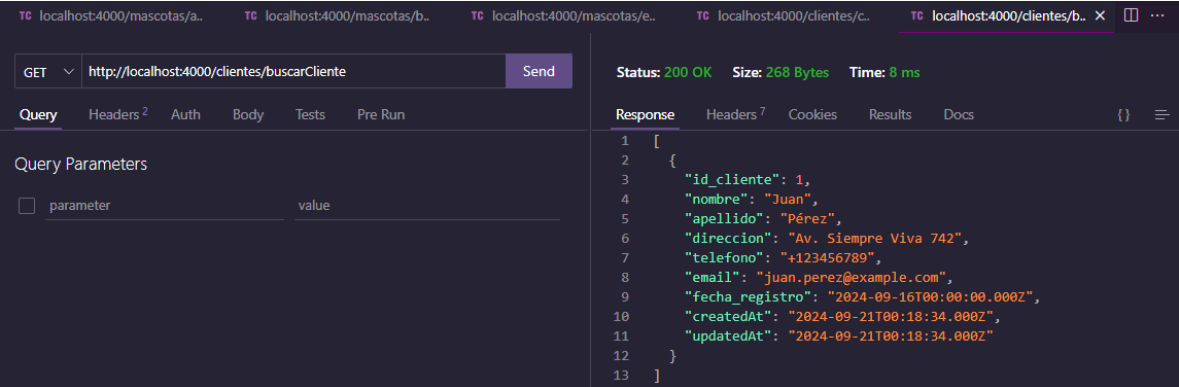 TC localhost:4000/mascotas/a.. TC localhost:4000/mascotas/b.. TC localhost:4000/mascotas/e.. TC localhost:4000/clientes/c.. TC localhost:4000/clientes/b.. X ...
GET http://localhost:4000/clientes/buscarCliente Send
Query Headers 2 Auth Body Tests Pre Run
Query Parameters
parameter value
Status: 200 OK Size: 268 Bytes Time: 8 ms
Response Headers 7 Cookies Results Docs {}
1 [
2 {
3 "id_cliente": 1,
4 "nombre": "Juan",
5 "apellido": "Pérez",
6 "direccion": "Av. Siempre Viva 742",
7 "telefono": "+123456789",
8 "email": "juan.perez@example.com",
9 "fecha_registro": "2024-09-16T00:00:00.000Z",
10 "createdAt": "2024-09-21T00:18:34.000Z",
11 "updatedAt": "2024-09-21T00:18:34.000Z"
12 }
13 ]